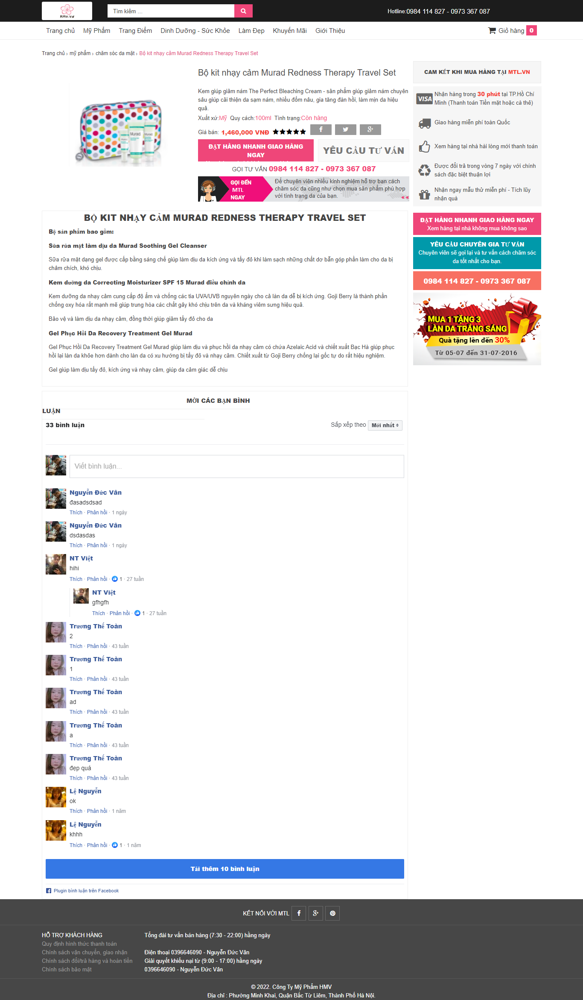 HMV.VN
Tìm kiếm ...
Hotline:0984 114 827 - 0973 367 087
Trang chủ Mỹ Phẩm Trang Điểm Dinh Dưỡng - Sức Khỏe Làm Đẹp Khuyến Mãi Giới Thiệu
Giỏ hàng 0
Trang chủ › mỹ phẩm › chăm sóc da mặt › Bộ kit nhạy cảm Murad Redness Therapy Travel Set
Bộ kit nhạy cảm Murad Redness Therapy Travel Set
Kem giúp giảm nám The Perfect Bleaching Cream - sản phẩm giúp giảm nám chuyên
sâu giúp cải thiện da sạm nám, nhiều đốm nâu, gia tăng đàn hồi, làm mịn da hiệu
quả.
Xuất xứ:Mỹ Quy cách:100ml Tình trạng:Còn hàng
Giá bán: 1,460,000 VNĐ
ĐẶT HÀNG NHANH GIAO HÀNG
NGAY
YÊU CẦU TƯ VẤN
GỌI TƯ VẤN 0984 114 827 - 0973 367 087
GỌI ĐẾN
MTL
NGAY
Để chuyên viên nhiều kinh nghiệm hỗ trợ bạn cách
chăm sóc da cũng như chọn mua sản phẩm phù hợp
với tình trạng da của bạn.
Murad.
CAM KẾT KHI MUA HÀNG TẠI MTL.VN
VISA
Nhận hàng trong 30 phút tại TP.Hồ Chí
Minh (Thanh toán Tiền mặt hoặc cà thẻ)
Giao hàng miễn phí toàn Quốc
Xem hàng tại nhà hài lòng mới thanh toán
Được đổi trả trong vòng 7 ngày với chính
sách đặc biệt thuận lợi
Nhận ngay mẫu thử miễn phí - Tích lũy
nhận quà
ĐẶT HÀNG NHANH GIAO HÀNG NGAY
Xem hàng tại nhà không mua không sao
YÊU CẦU CHUYÊN GIA TƯ VẤN
Chuyên viên sẽ gọi lại và tư vấn cách chăm sóc
da tốt nhất cho bạn.
0984 114 827 - 0973 367 087
MUA 1 TẶNG 3
LÀN DA TRẮNG SÁNG
Quà tặng lên đến 30%
Từ 05-07 đến 31-07-2016
BỘ KIT NHẠY CẢM MURAD REDNESS THERAPY TRAVEL SET
Bộ sản phẩm bao gồm:
Sữa rửa mặt làm dịu da Murad Soothing Gel Cleanser
Sữa rửa mặt dạng gel được cấp bằng sáng chế giúp làm dịu da kích ứng và tấy đỏ khi làm sạch những chất dơ bẩn góp phần làm cho da bị
châm chích, khó chịu.
Kem dưỡng da Correcting Moisturizer SPF 15 Murad điều chỉnh da
Kem dưỡng da nhạy cảm cung cấp độ ẩm và chống các tia UVA/UVB nguyên ngày cho cả làn da dễ bị kích ứng. Goji Berry là thành phần
chống oxy hóa rất mạnh mẽ giúp trung hòa các chất gây khó chịu trên da và kháng viêm sưng hiệu quả.
Bảo vệ và làm dịu da nhạy cảm, đồng thời giúp giảm tấy đỏ cho da
Gel Phục Hồi Da Recovery Treatment Gel Murad
Gel Phục Hồi Da Recovery Treatment Gel Murad giúp làm dịu và phục hồi da nhạy cảm có chứa Azelaic Acid và chiết xuất Bạc Hà giúp phục
hồi lại làn da khỏe hơn dành cho làn da có xu hướng bị tấy đỏ và nhạy cảm. Chiết xuất từ Goji Berry chống lại gốc tự do rất hiệu nghiệm.
Gel giúp làm dịu tấy đỏ, kích ứng và nhạy cảm, giúp da cảm giác dễ chịu
MỜI CÁC BẠN BÌNH
LUẬN
33 bình luận
Sắp xếp theo Mới nhất
Viết bình luận...
Nguyễn Đức Vân
đasadsdsad
Thích · Phản hồi · 1 ngày
Nguyễn Đức Vân
dsdasdas
Thích · Phản hồi · 1 ngày
NT Việt
hihi
Thích · Phản hồi · 1 · 27 tuần
NT Việt
gfhgfh
Thích · Phản hồi · 1 · 27 tuần
Trương Thế Toàn
2
Thích · Phản hồi · 43 tuần
Trương Thế Toàn
1
Thích · Phản hồi · 43 tuần
Trương Thế Toàn
ad
Thích · Phản hồi · 43 tuần
Trương Thế Toàn
a
Thích · Phản hồi · 43 tuần
Trương Thế Toàn
đẹp quá
Thích · Phản hồi · 43 tuần
Lệ Nguyễn
ok
Thích · Phản hồi · 1 năm
Lệ Nguyễn
khhh
Thích · Phản hồi · 1 · 1 năm
Tải thêm 10 bình luận
Plugin bình luận trên Facebook
KẾT NỐI VỚI MTL
HỖ TRỢ KHÁCH HÀNG
Quy định hình thức thanh toán
Chính sách vận chuyển, giao nhận
Chính sách đổi/trả hàng và hoàn tiền
Chính sách bảo mật
Tổng đài tư vấn bán hàng (7:30 - 22:00) hằng ngày
Điện thoại 0396646090 - Nguyễn Đức Vân
Giải quyết khiếu nại từ (9:00 - 17:00) hằng ngày
0396646090 - Nguyễn Đức Vân
© 2022. Công Ty Mỹ Phẩm HMV
Địa chỉ : Phường Minh Khai, Quận Bắc Từ Liêm, Thành Phố Hà Nội.